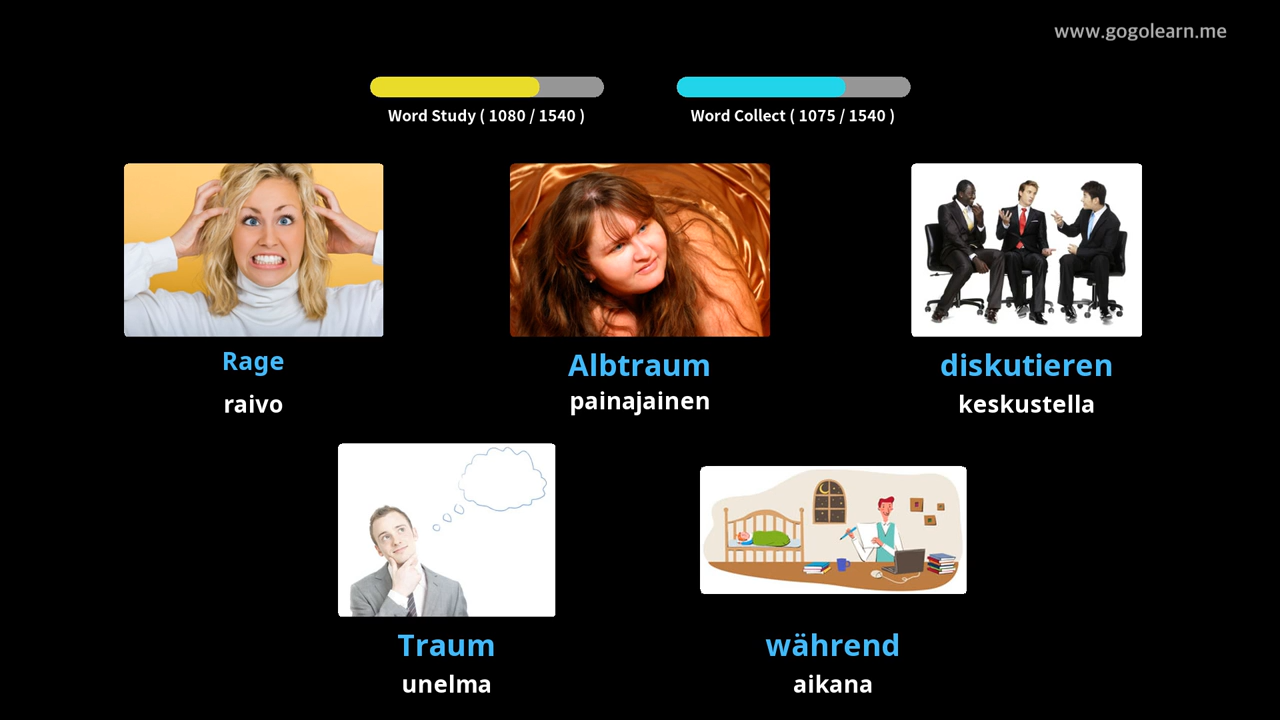 www.gogolearn.me
Word Study ( 1080 / 1540 )
Word Collect ( 1075 / 1540 )
Rage
raivo
Albtraum
painajainen
diskutieren
keskustella
Traum
unelma
während
aikana